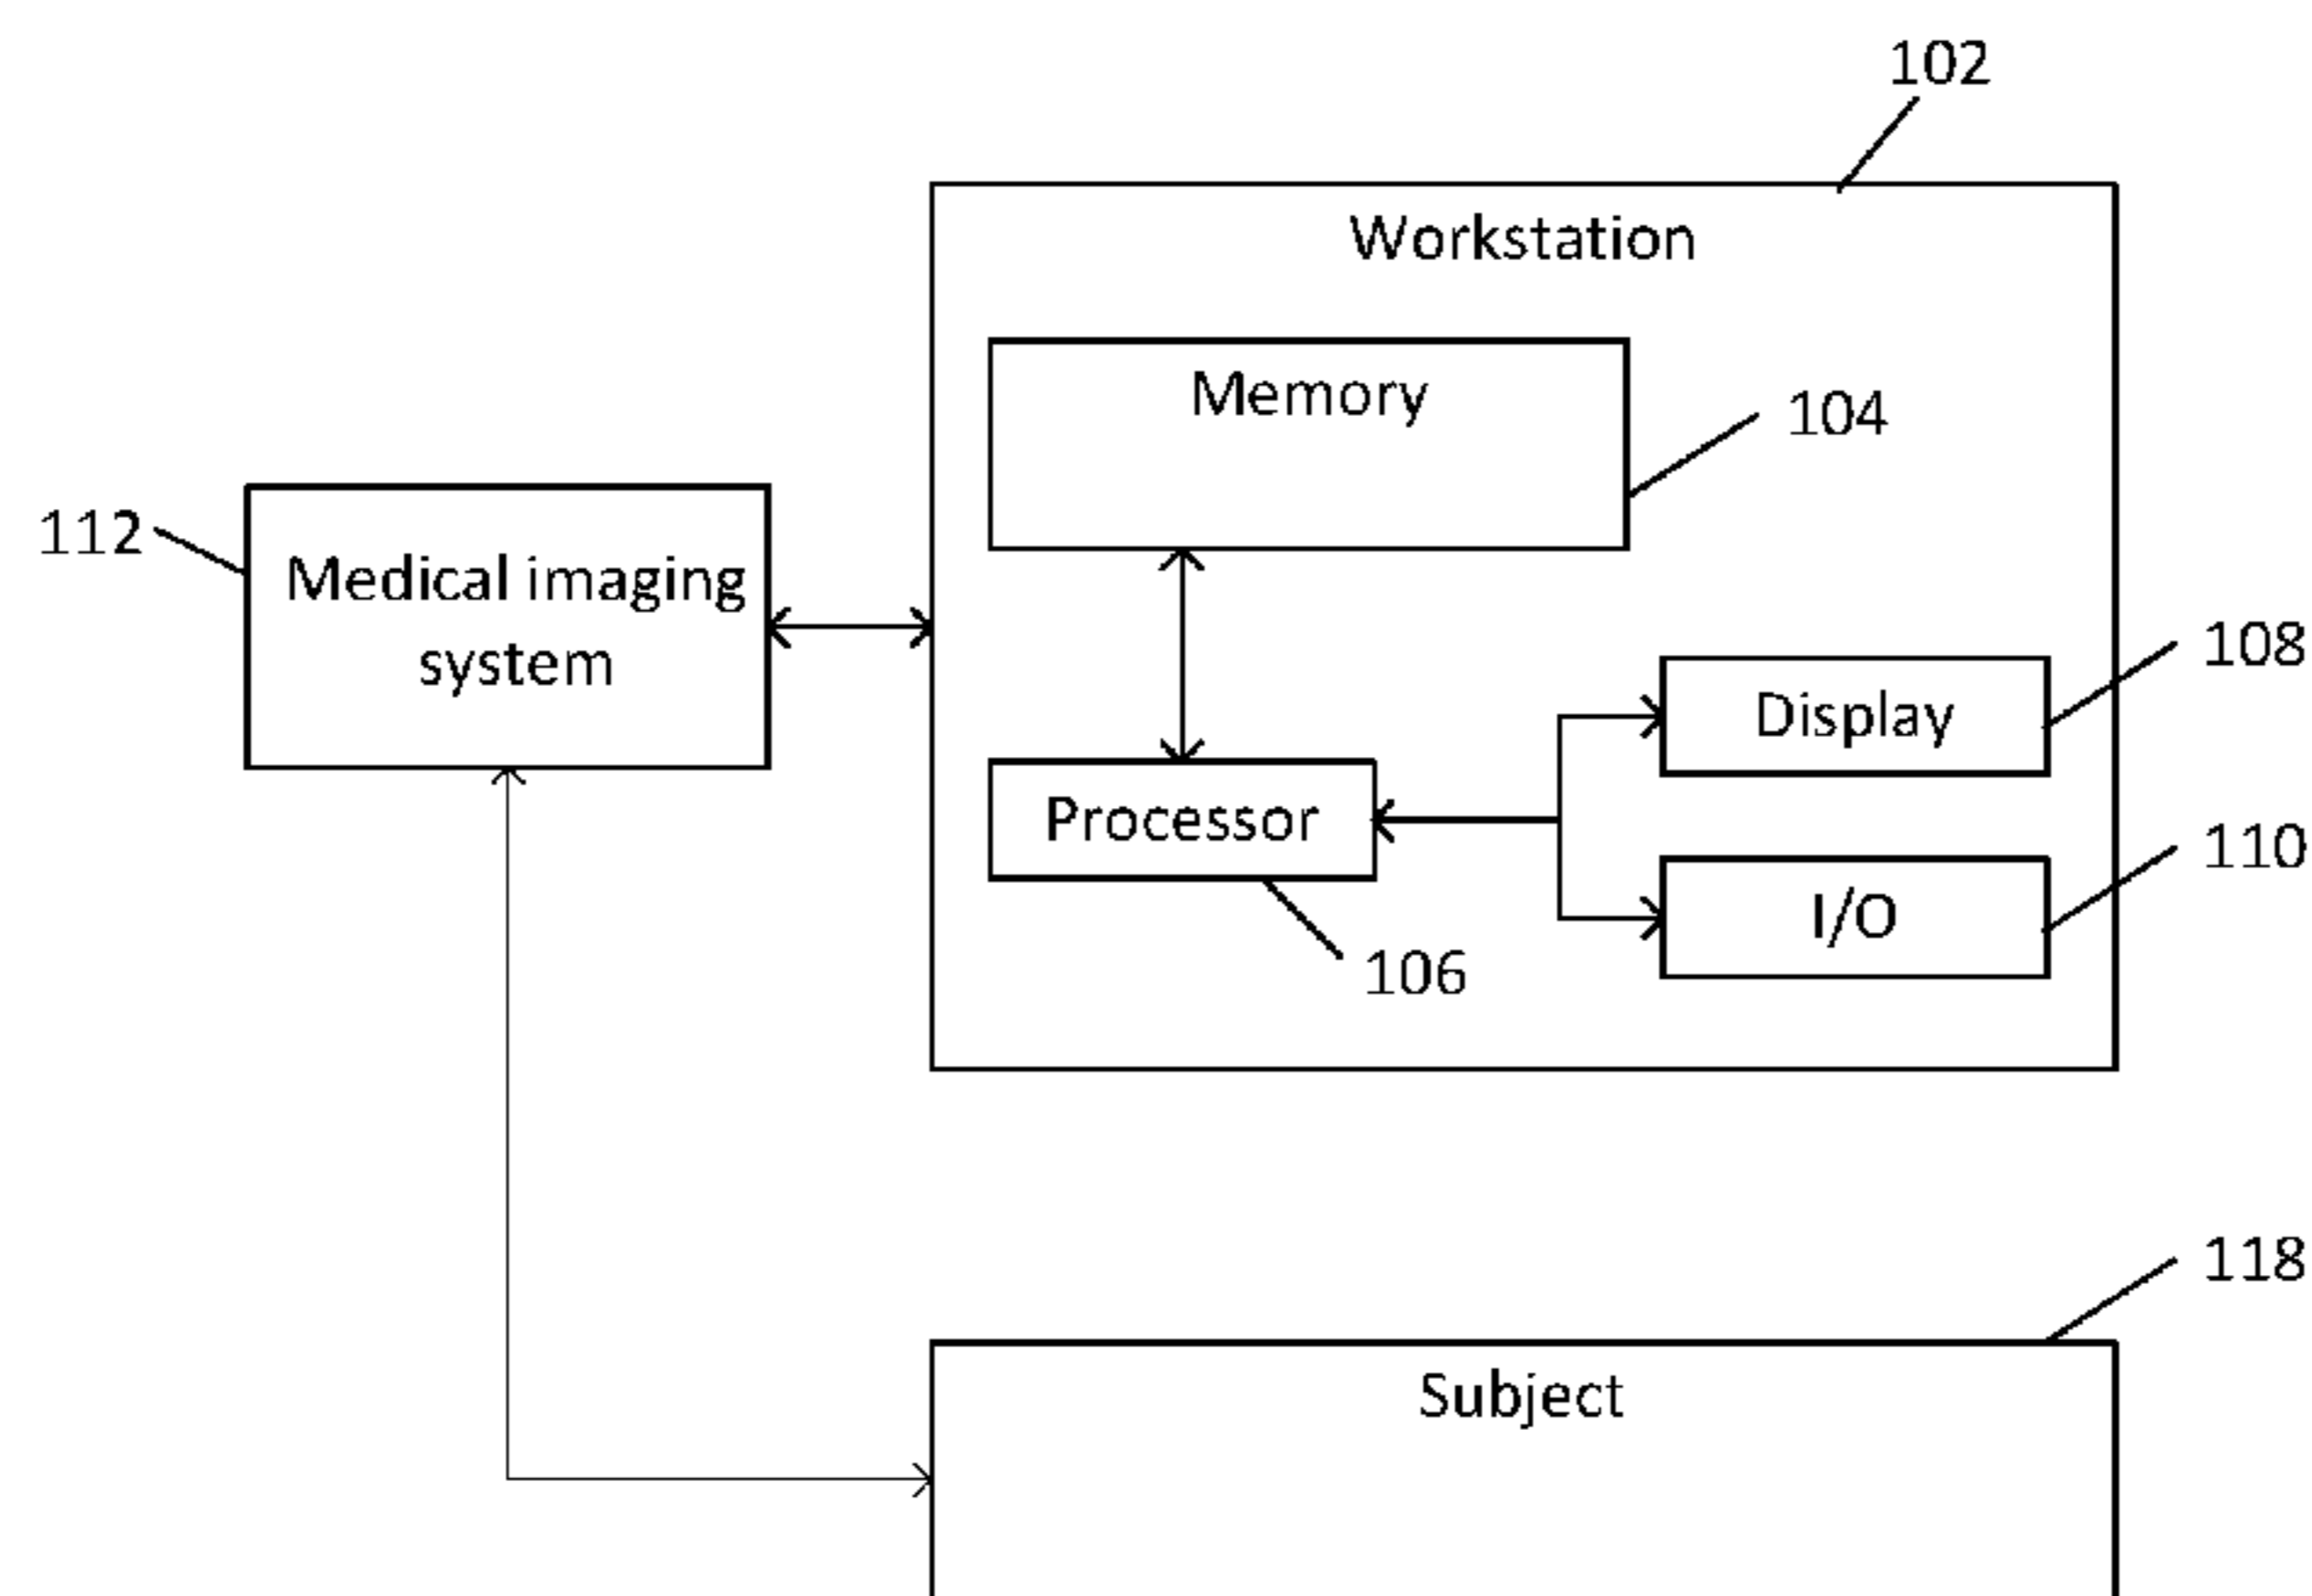 102
Workstation
Memory
104
112
Medical imaging
system
108
Display
Processor
110
I/O
106
118
Subject